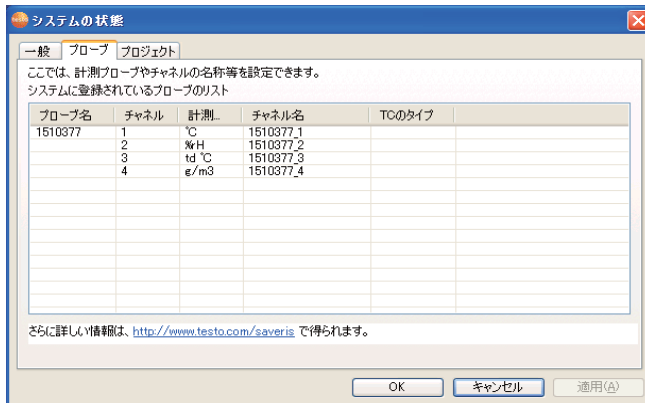 testo システムの状態
一般 プローブ プロジェクト
ここでは、計測プローブやチャネルの名称等を設定できます。
システムに登録されているプローブのリスト
プローブ名 チャネル 計測... チャネル名 TCのタイプ
1510377 1 ℃ 1510377_1
2 %rH 1510377_2
3 td ℃ 1510377_3
4 g/m3 1510377_4
さらに詳しい情報は、http://www.testo.com/saveris で得られます。
OK キャンセル 適用(A)